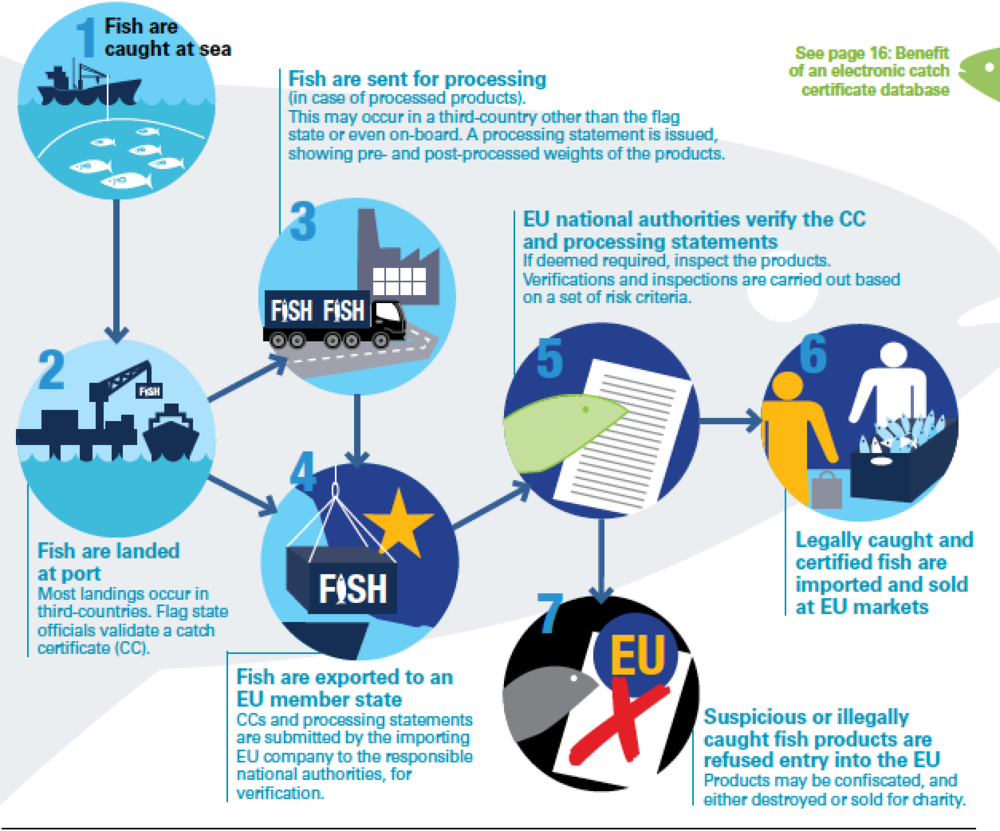 1
Fish are
caught at sea
See page 16: Benefit
of an electronic catch
certificate database
Fish are sent for processing
(in case of processed products).
This may occur in a third-country other than the flag
state or even on-board. A processing statement is issued,
showing pre- and post-processed weights of the products.
3
FISH FISH
EU national authorities verify the CC
and processing statements
If deemed required, inspect the products.
Verifications and inspections are carried out based
on a set of risk criteria.
2
FISH
Fish are landed
at port
Most landings occur in
third-countries. Flag state
officials validate a catch
certificate (CC).
4
FISH
Fish are exported to an
EU member state
CCs and processing statements
are submitted by the importing
EU company to the responsible
national authorities, for
verification.
5
6
Legally caught and
certified fish are
imported and sold
at EU markets
7
EU
Suspicious or illegally
caught fish products are
refused entry into the EU
Products may be confiscated, and
either destroyed or sold for charity.